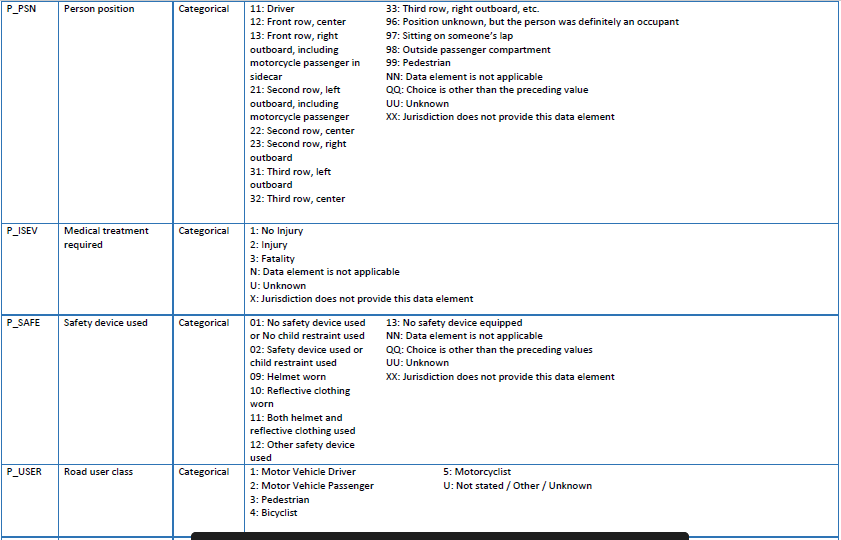 P_PSN
Person position
Categorical
11: Driver
12: Front row, center
13: Front row, right
outboard, including
motorcycle passenger in
sidecar
21: Second row, left
outboard, including
motorcycle passenger
22: Second row, center
23: Second row, right
outboard
31: Third row, left
outboard
32: Third row, center
33: Third row, right outboard, etc.
96: Position unknown, but the person was definitely an occupant
97: Sitting on someone's lap
98: Outside passenger compartment
99: Pedestrian
NN: Data element is not applicable
QQ: Choice is other than the preceding value
UU: Unknown
XX: Jurisdiction does not provide this data element
P_ISEV
Medical treatment
required
Categorical
1: No Injury
2: Injury
3: Fatality
N: Data element is not applicable
U: Unknown
X: Jurisdiction does not provide this data element
P_SAFE
Safety device used
Categorical
01: No safety device used
or No child restraint used
02: Safety device used or
child restraint used
09: Helmet worn
10: Reflective clothing
worn
11: Both helmet and
reflective clothing used
12: Other safety device
used
13: No safety device equipped
NN: Data element is not applicable
QQ: Choice is other than the preceding values
UU: Unknown
XX: Jurisdiction does not provide this data element
P_USER
Road user class
Categorical
1: Motor Vehicle Driver
2: Motor Vehicle Passenger
3: Pedestrian
4: Bicyclist
5: Motorcyclist
U: Not stated / Other / Unknown